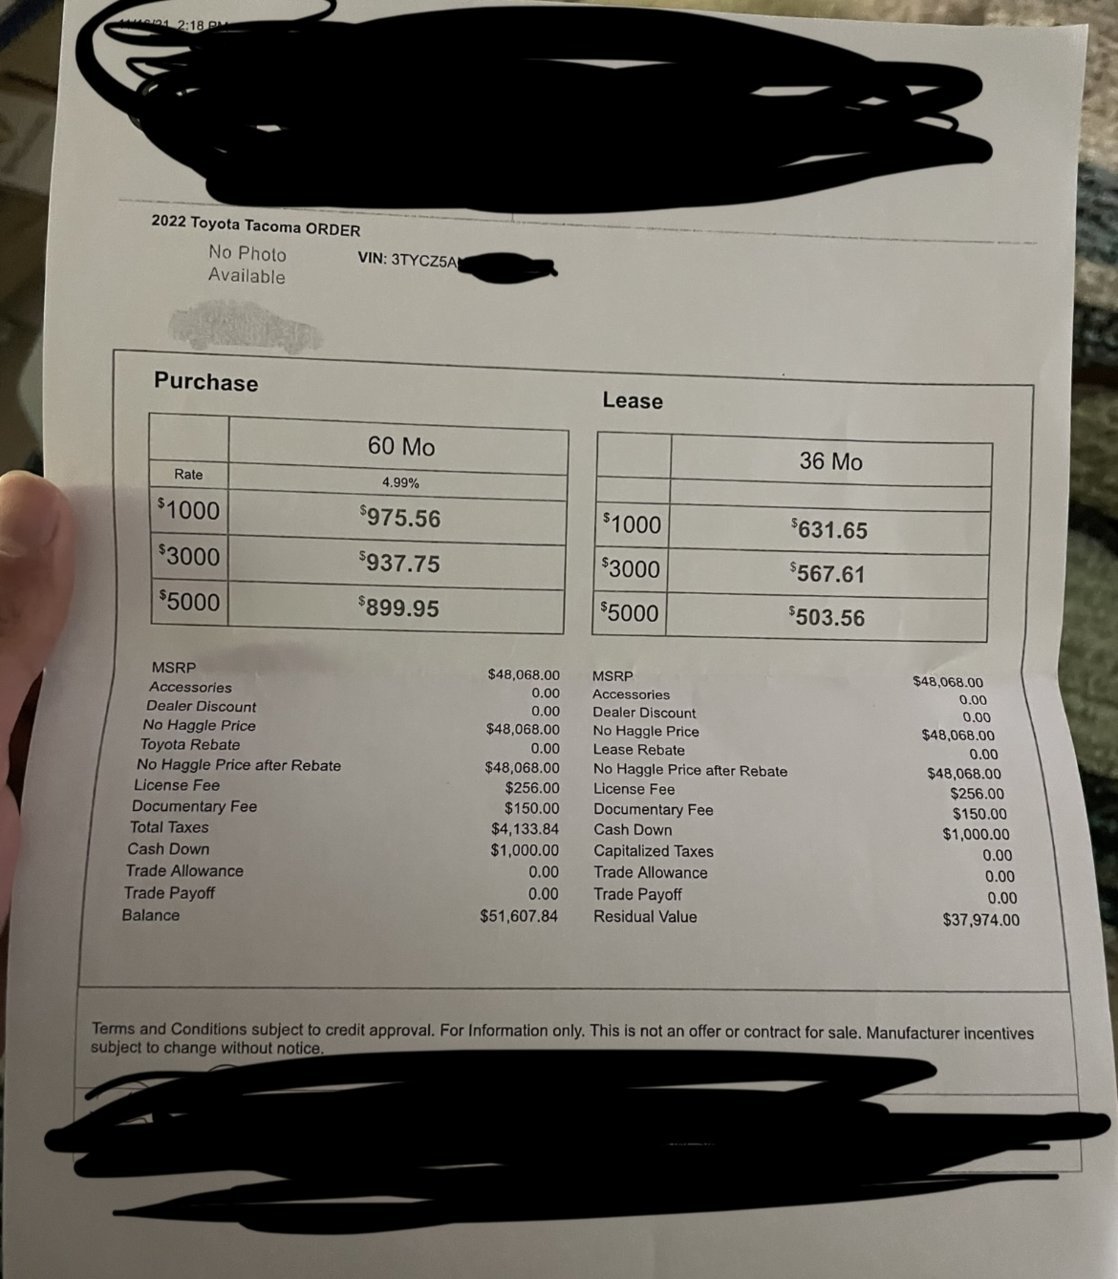 2:18 PM
2022 Toyota Tacoma ORDER
No Photo
Available
VIN: 3TYCZ5A
Purchase
60 Mo
Rate 4.99%
$1000 $975.56
$3000 $937.75
$5000 $899.95
Lease
36 Mo
$1000 $631.65
$3000 $567.61
$5000 $503.56
MSRP $48,068.00
Accessories 0.00
Dealer Discount 0.00
No Haggle Price $48,068.00
Toyota Rebate 0.00
No Haggle Price after Rebate $48,068.00
License Fee $256.00
Documentary Fee $150.00
Total Taxes $4,133.84
Cash Down $1,000.00
Trade Allowance 0.00
Trade Payoff 0.00
Balance $51,607.84
MSRP $48,068.00
Accessories 0.00
Dealer Discount 0.00
No Haggle Price $48,068.00
Lease Rebate 0.00
No Haggle Price after Rebate $48,068.00
License Fee $256.00
Documentary Fee $150.00
Cash Down $1,000.00
Capitalized Taxes 0.00
Trade Allowance 0.00
Trade Payoff 0.00
Residual Value $37,974.00
Terms and Conditions subject to credit approval. For Information only. This is not an offer or contract for sale. Manufacturer incentives
subject to change without notice.